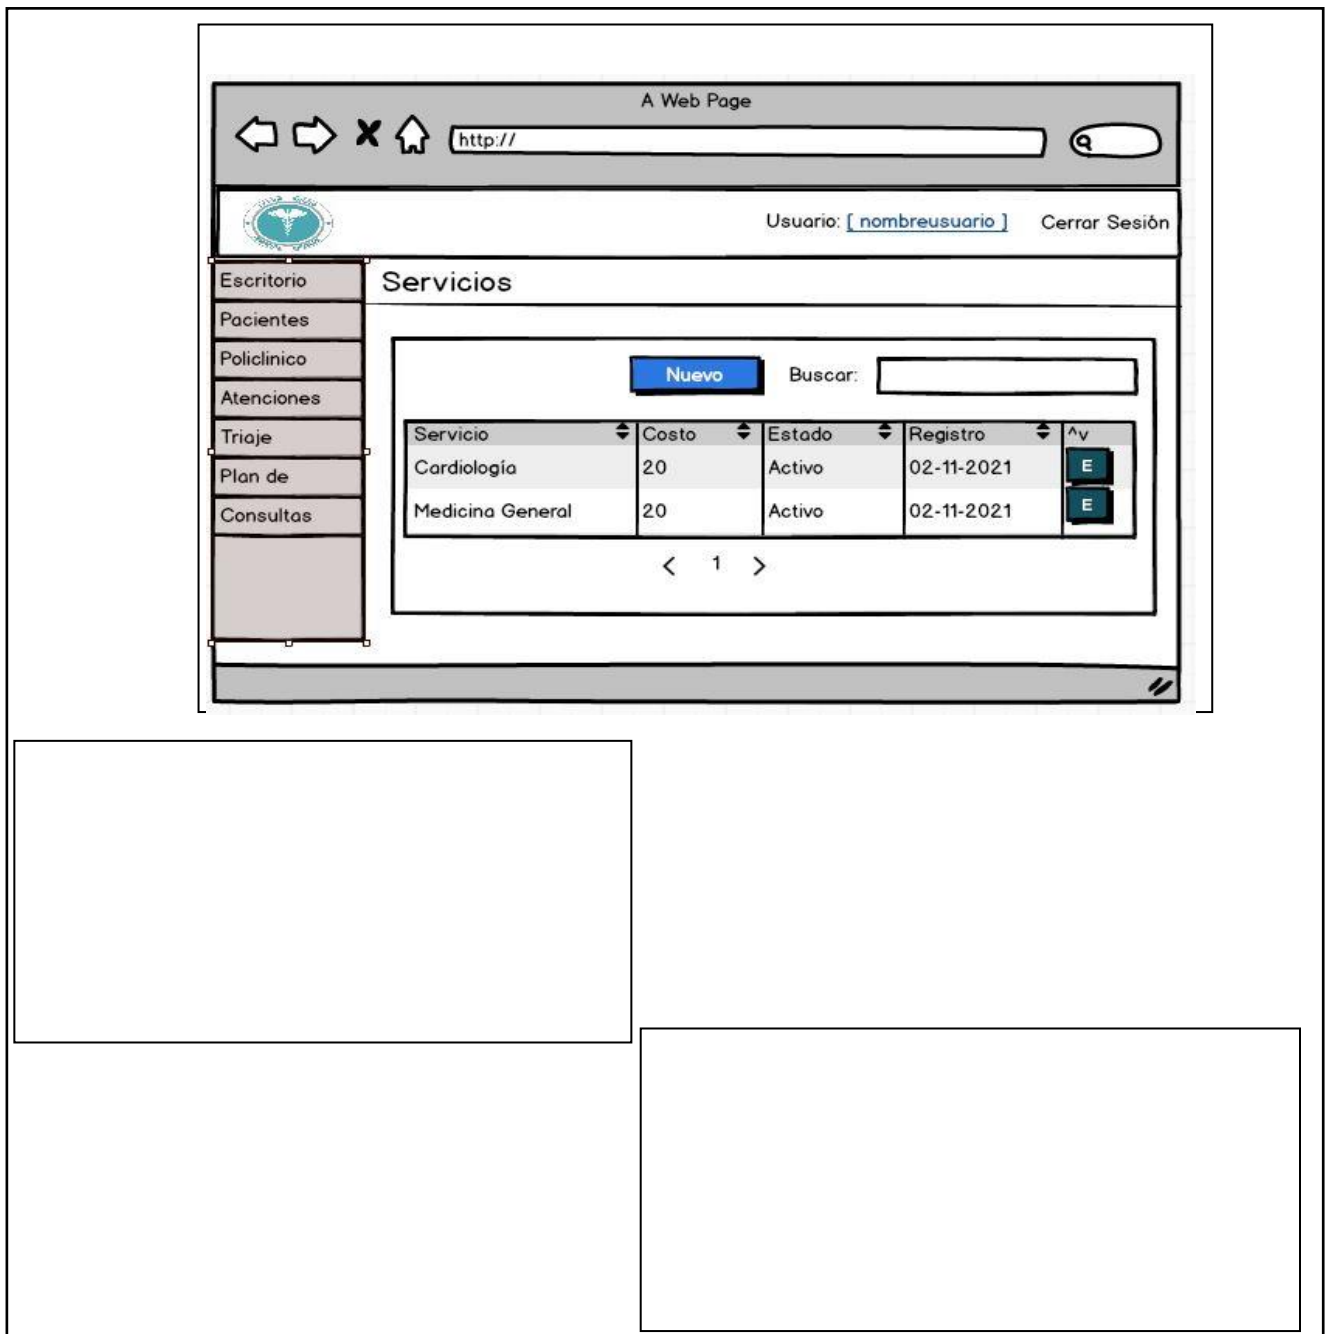 A Web Page
http://
Usuario: [ nombreusuario ] Cerrar Sesión
Escritorio
Pacientes
Policlinico
Atenciones
Triaje
Plan de
Consultas
Servicios
Nuevo Buscar:
Servicio Costo Estado Registro ^v
Cardiología 20 Activo 02-11-2021 E
Medicina General 20 Activo 02-11-2021 E
< 1 >